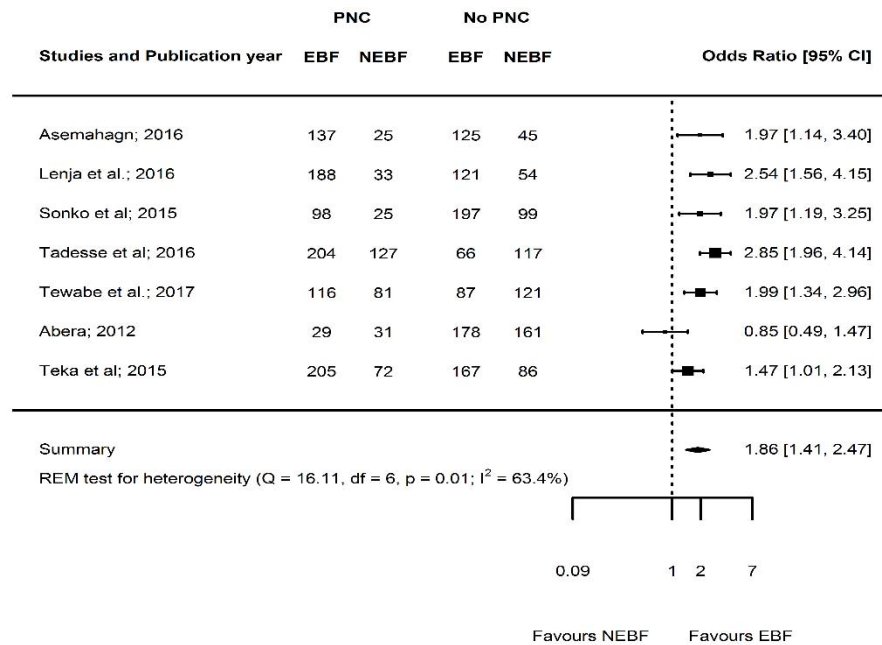 PNC No PNC
Studies and Publication year EBF NEBF EBF NEBF Odds Ratio [95% CI]
Asemahagn; 2016 137 25 125 45 1.97 [1.14, 3.40]
Lenja et al.; 2016 188 33 121 54 2.54 [1.56, 4.15]
Sonko et al; 2015 98 25 197 99 1.97 [1.19, 3.25]
Tadesse et al; 2016 204 127 66 117 2.85 [1.96, 4.14]
Tewabe et al.; 2017 116 81 87 121 1.99 [1.34, 2.96]
Abera; 2012 29 31 178 161 0.85 [0.49, 1.47]
Teka et al; 2015 205 72 167 86 1.47 [1.01, 2.13]
Summary 1.86 [1.41, 2.47]
REM test for heterogeneity (Q = 16.11, df = 6, p = 0.01; I² = 63.4%)
0.09 1 2 7
Favours NEBF Favours EBF